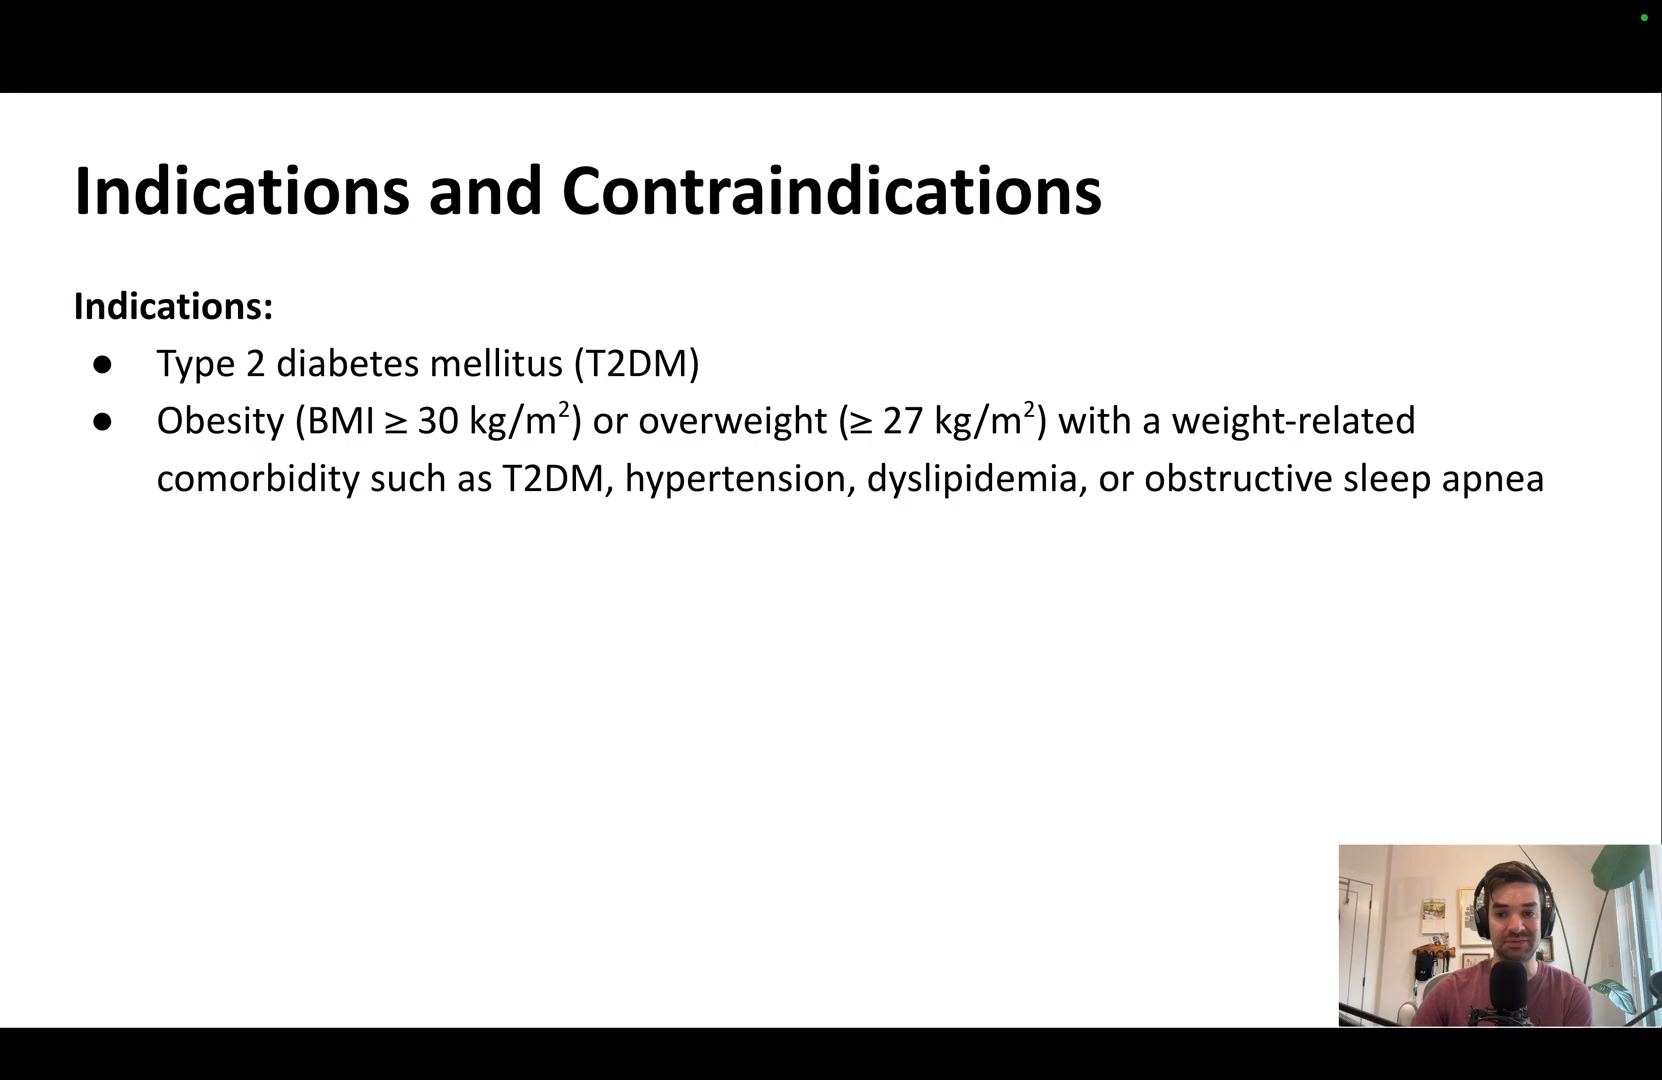 Indications and Contraindications
Indications:
● Type 2 diabetes mellitus (T2DM)
● Obesity (BMI ≥ 30 kg/m²) or overweight (≥ 27 kg/m²) with a weight-related
comorbidity such as T2DM, hypertension, dyslipidemia, or obstructive sleep apnea